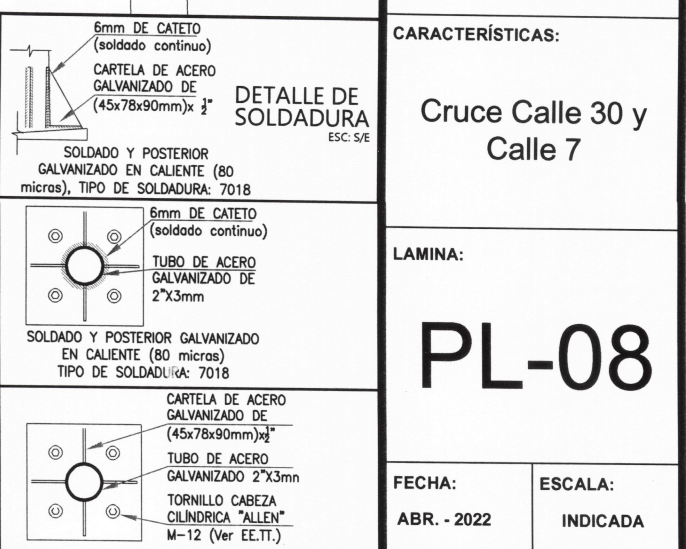 6mm DE CATETO
(soldado continuo)
CARTELA DE ACERO
GALVANIZADO DE
(45x78x90mm)x ½"
DETALLE DE
SOLDADURA
ESC: S/E
SOLDADO Y POSTERIOR
GALVANIZADO EN CALIENTE (80
micras), TIPO DE SOLDADURA: 7018
6mm DE CATETO
(soldado continuo)
TUBO DE ACERO
GALVANIZADO DE
2"X3mm
SOLDADO Y POSTERIOR GALVANIZADO
EN CALIENTE (80 micras)
TIPO DE SOLDADURA: 7018
CARTELA DE ACERO
GALVANIZADO DE
(45x78x90mm)x½"
TUBO DE ACERO
GALVANIZADO 2"X3mn
TORNILLO CABEZA
CILÍNDRICA "ALLEN"
M-12 (Ver EE.TT.)
CARACTERÍSTICAS:
Cruce Calle 30 y
Calle 7
LAMINA:
PL-08
FECHA:
ABR. - 2022
ESCALA:
INDICADA